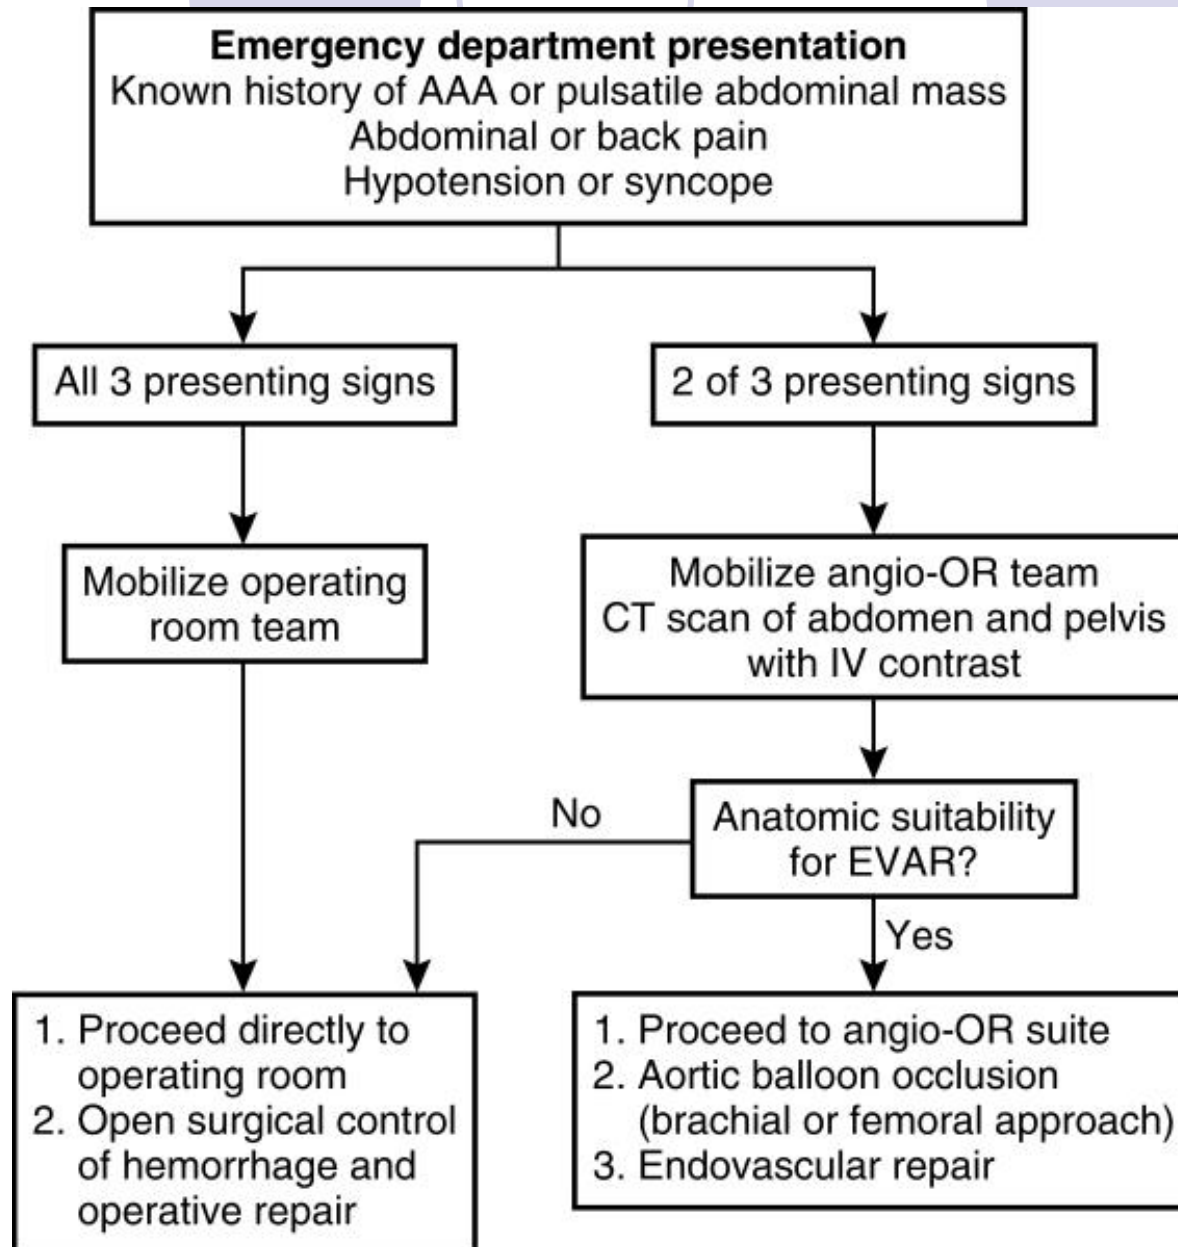 Emergency department presentation
Known history of AAA or pulsatile abdominal mass
Abdominal or back pain
Hypotension or syncope
All 3 presenting signs
2 of 3 presenting signs
Mobilize operating
room team
Mobilize angio-OR team
CT scan of abdomen and pelvis
with IV contrast
No
Anatomic suitability
for EVAR?
Yes
1. Proceed directly to
operating room
2. Open surgical control
of hemorrhage and
operative repair
1. Proceed to angio-OR suite
2. Aortic balloon occlusion
(brachial or femoral approach)
3. Endovascular repair